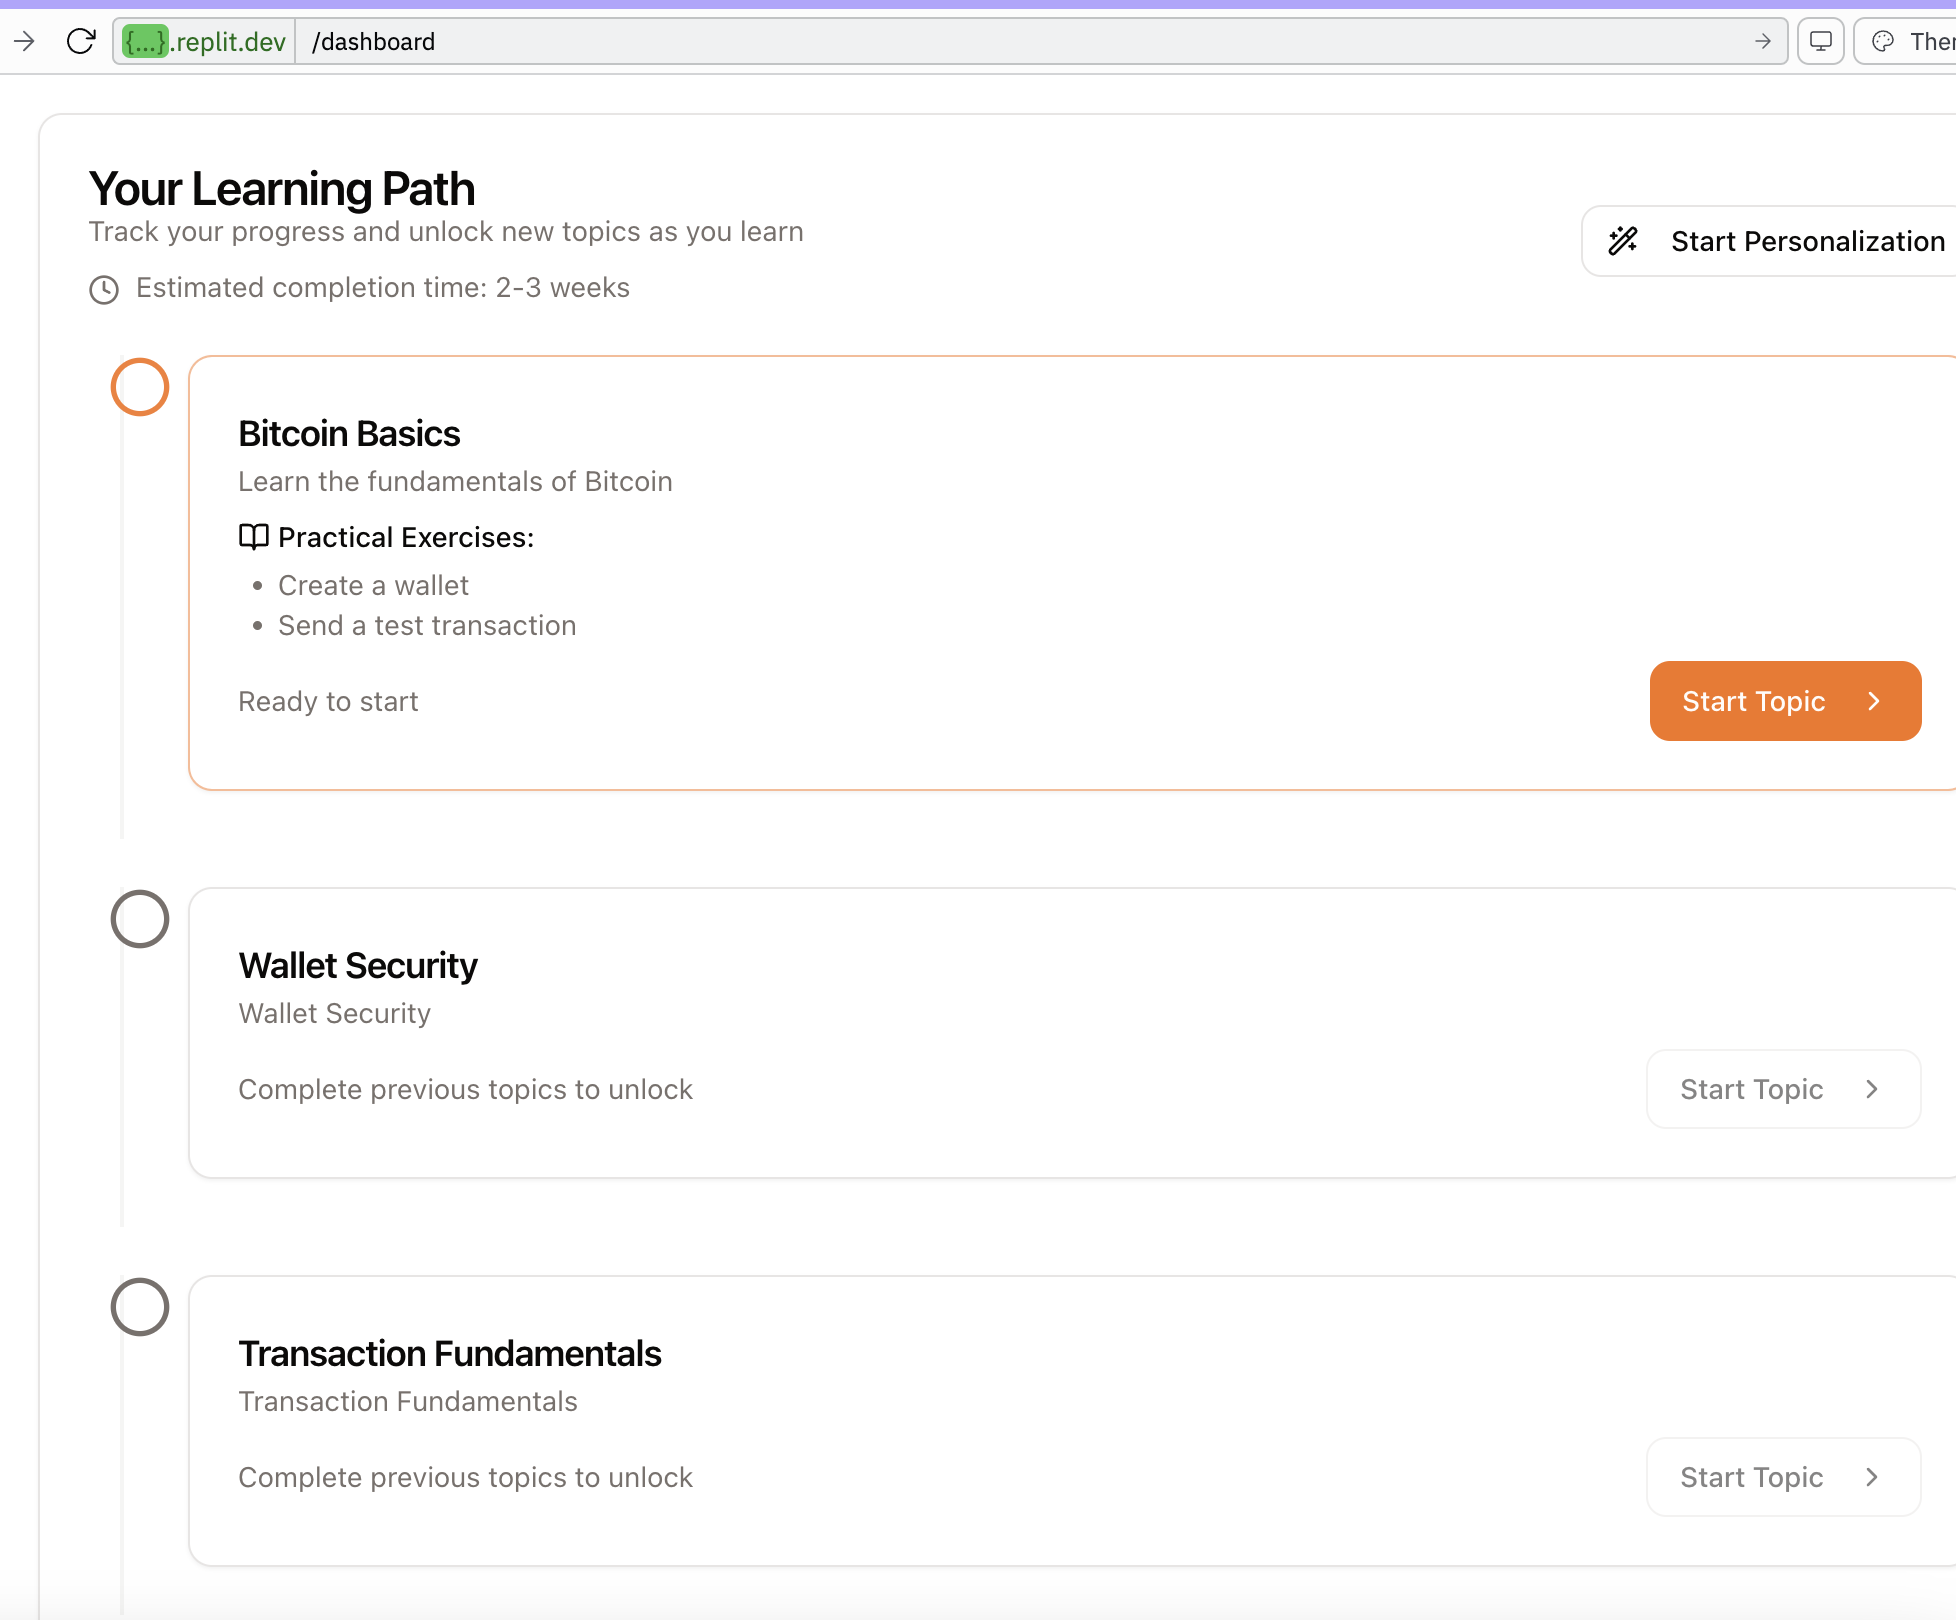 {...}.replit.dev /dashboard
Your Learning Path
Track your progress and unlock new topics as you learn
Start Personalization
Estimated completion time: 2-3 weeks
Bitcoin Basics
Learn the fundamentals of Bitcoin
Practical Exercises:
• Create a wallet
• Send a test transaction
Ready to start
Start Topic
Wallet Security
Wallet Security
Complete previous topics to unlock
Start Topic
Transaction Fundamentals
Transaction Fundamentals
Complete previous topics to unlock
Start Topic